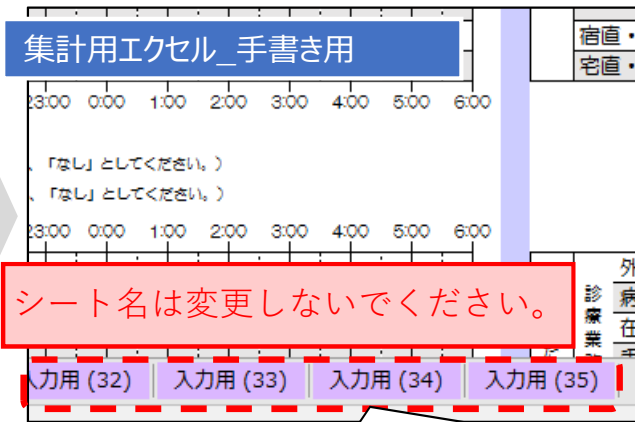 集計用エクセル_手書き用
宿直・
宅直・
23:00 0:00 1:00 2:00 3:00 4:00 5:00 6:00
、「なし」としてください。）
、「なし」としてください。）
23:00 0:00 1:00 2:00 3:00 4:00 5:00 6:00
シート名は変更しないでください。
診療業
外
病
在
入力用 (32) 入力用 (33) 入力用 (34) 入力用 (35)